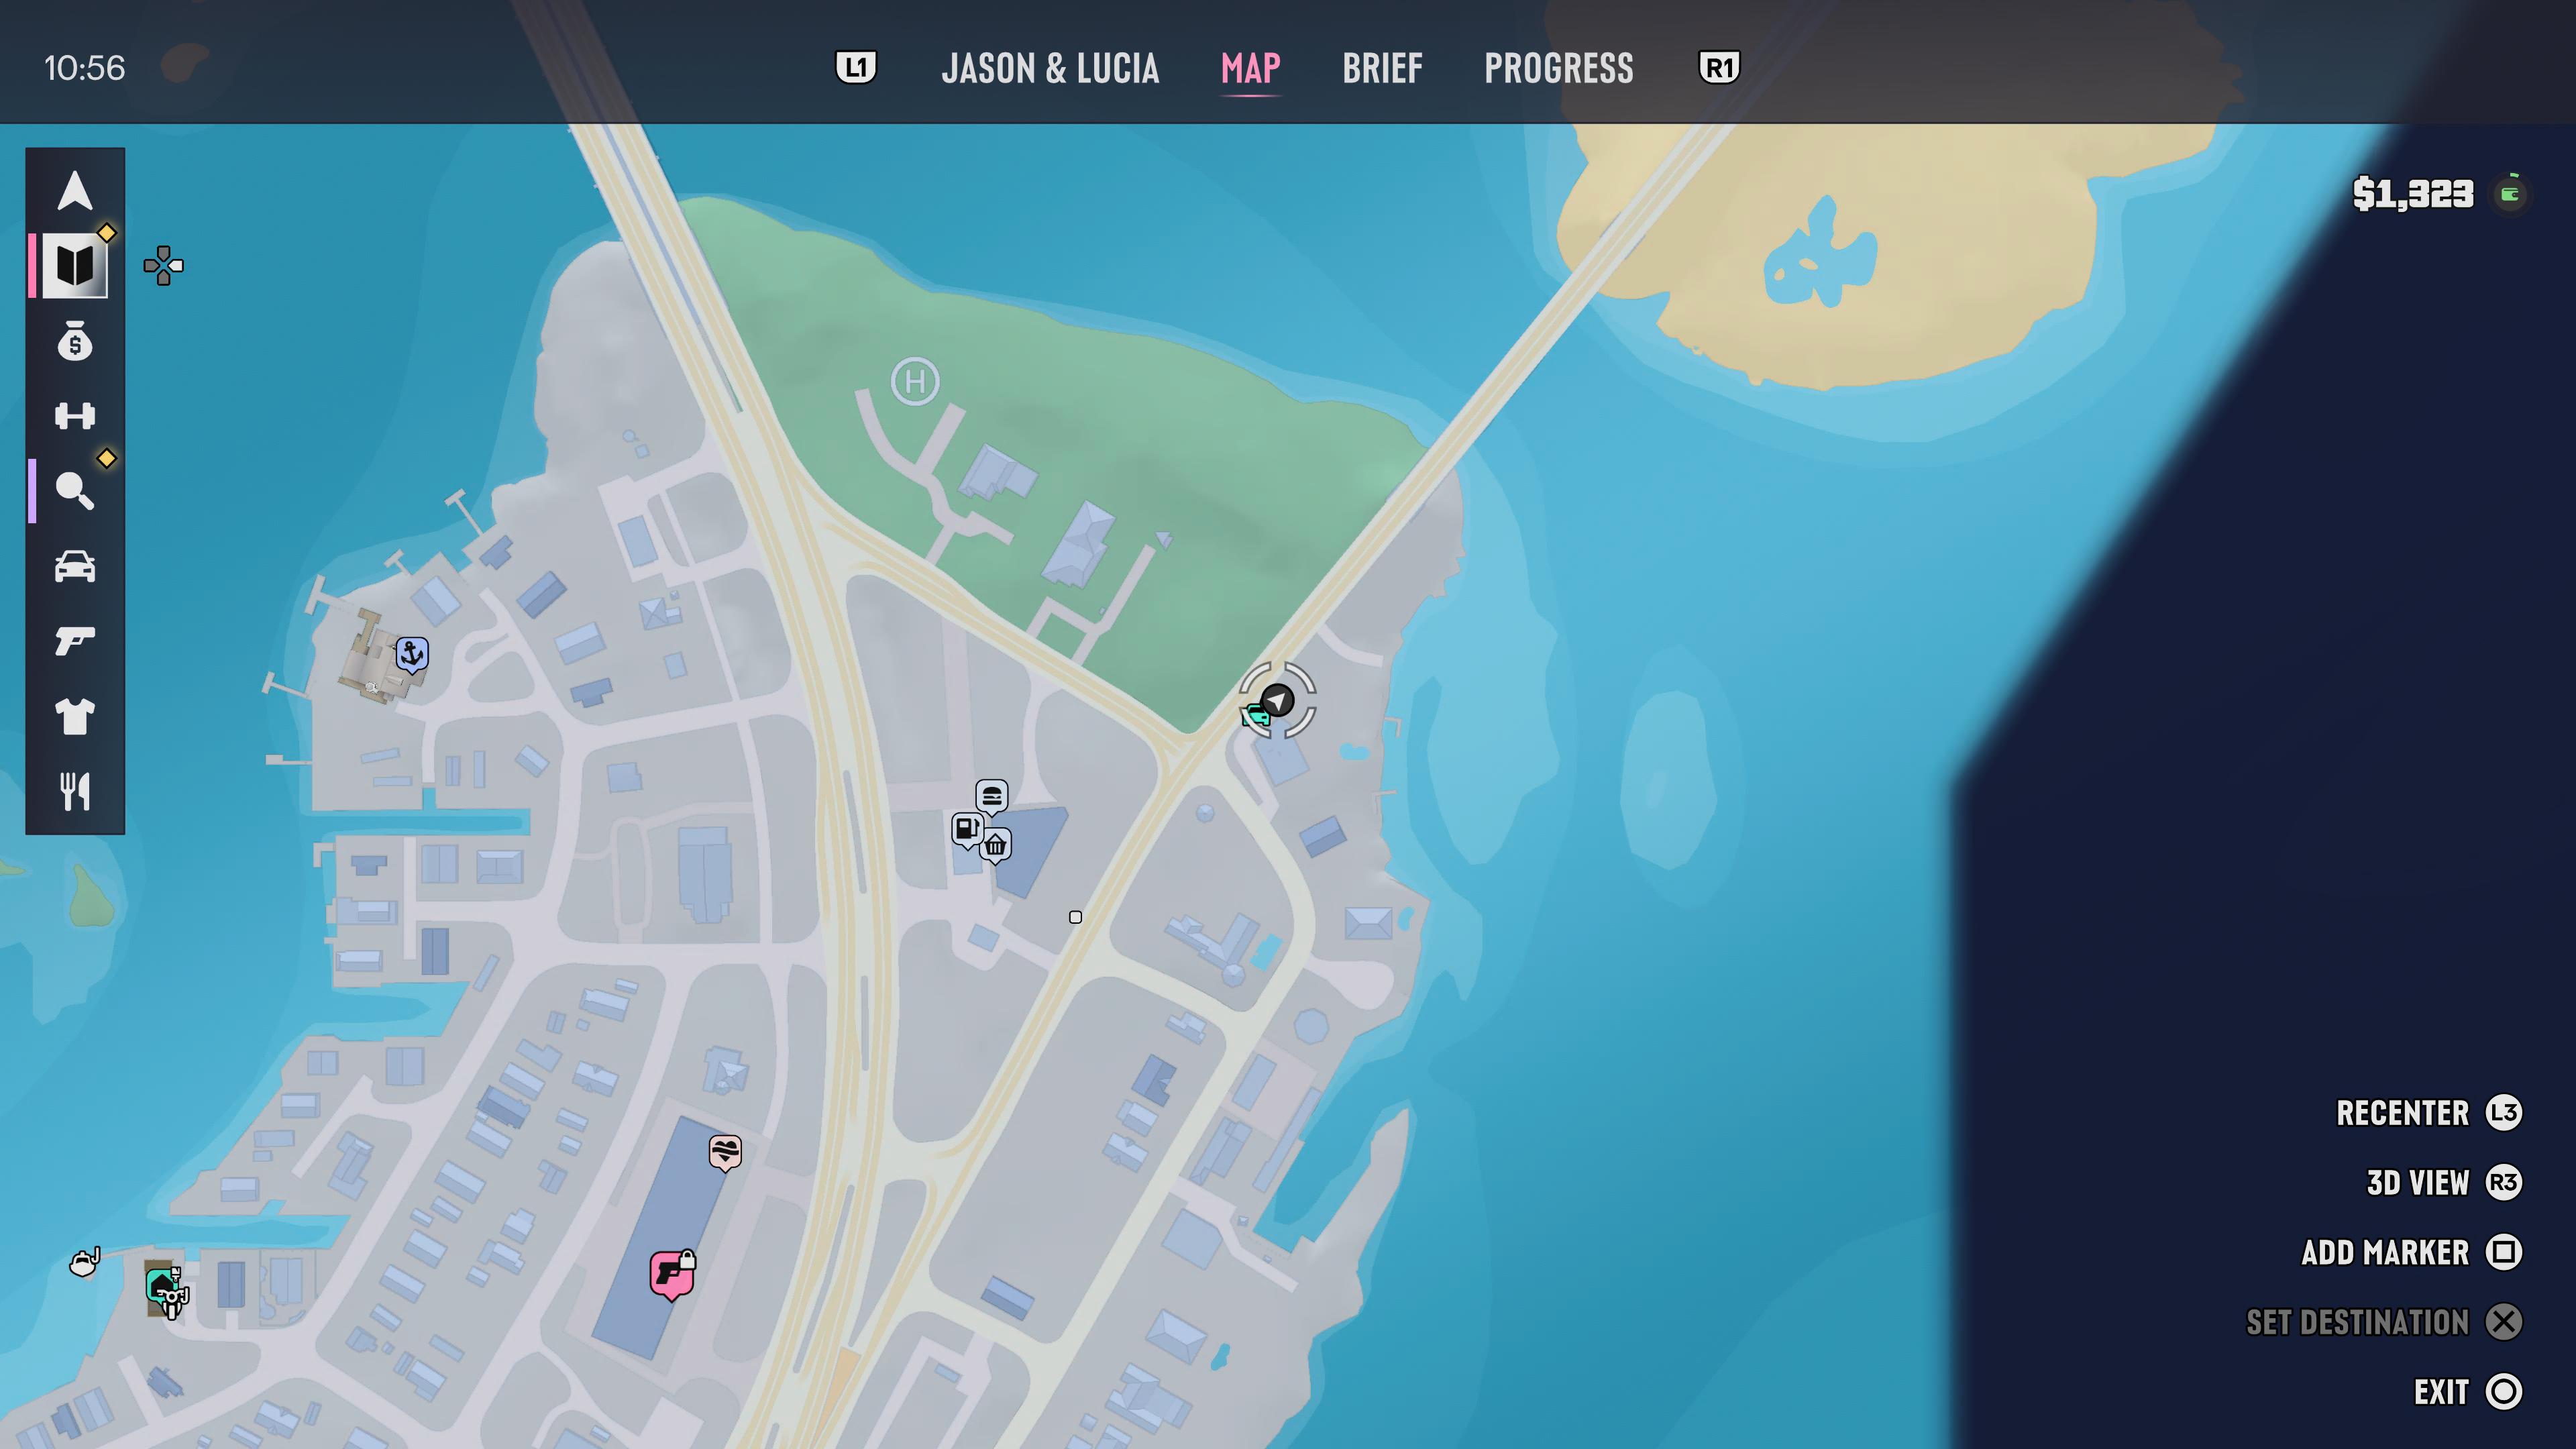 10:56
L1 JASON & LUCIA MAP BRIEF PROGRESS R1
$1,323
H
RECENTER L3
3D VIEW R3
ADD MARKER
SET DESTINATION
EXIT